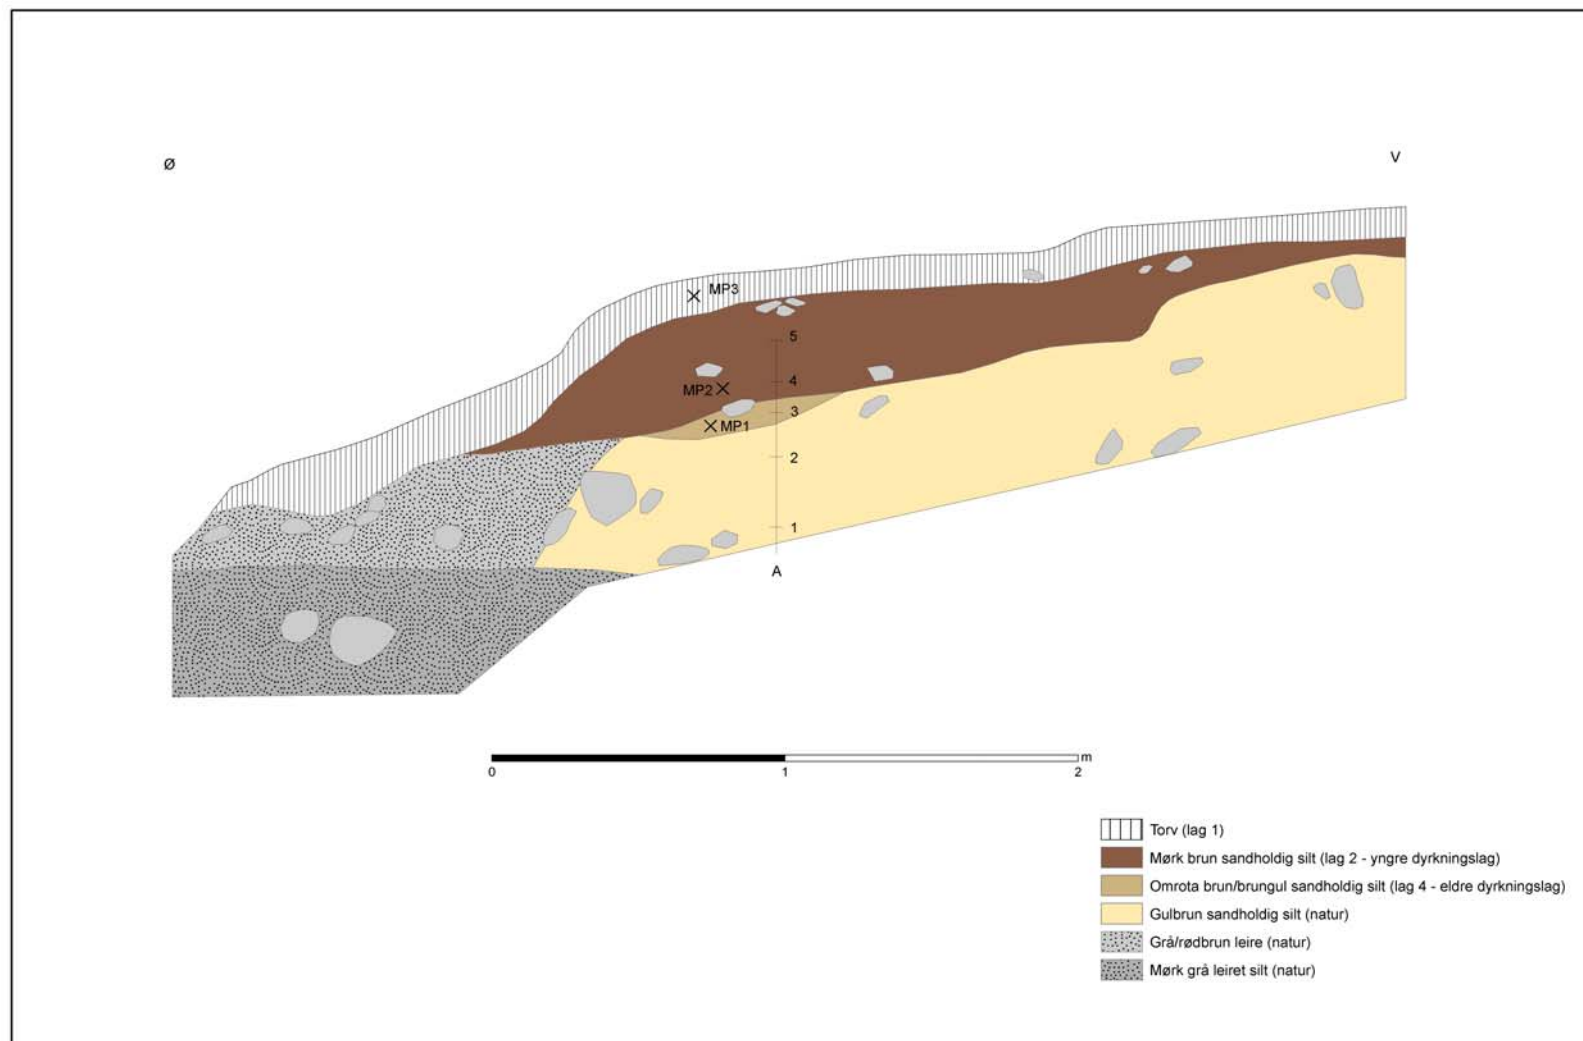 Ø
V
MP3
5
MP2
4
3
MP1
2
1
A
m
0 1 2
Torv (lag 1)
Mørk brun sandholdig silt (lag 2 - yngre dyrkningslag)
Omrota brun/brungul sandholdig silt (lag 4 - eldre dyrkningslag)
Gulbrun sandholdig silt (natur)
Grå/rødbrun leire (natur)
Mørk grå leiret silt (natur)